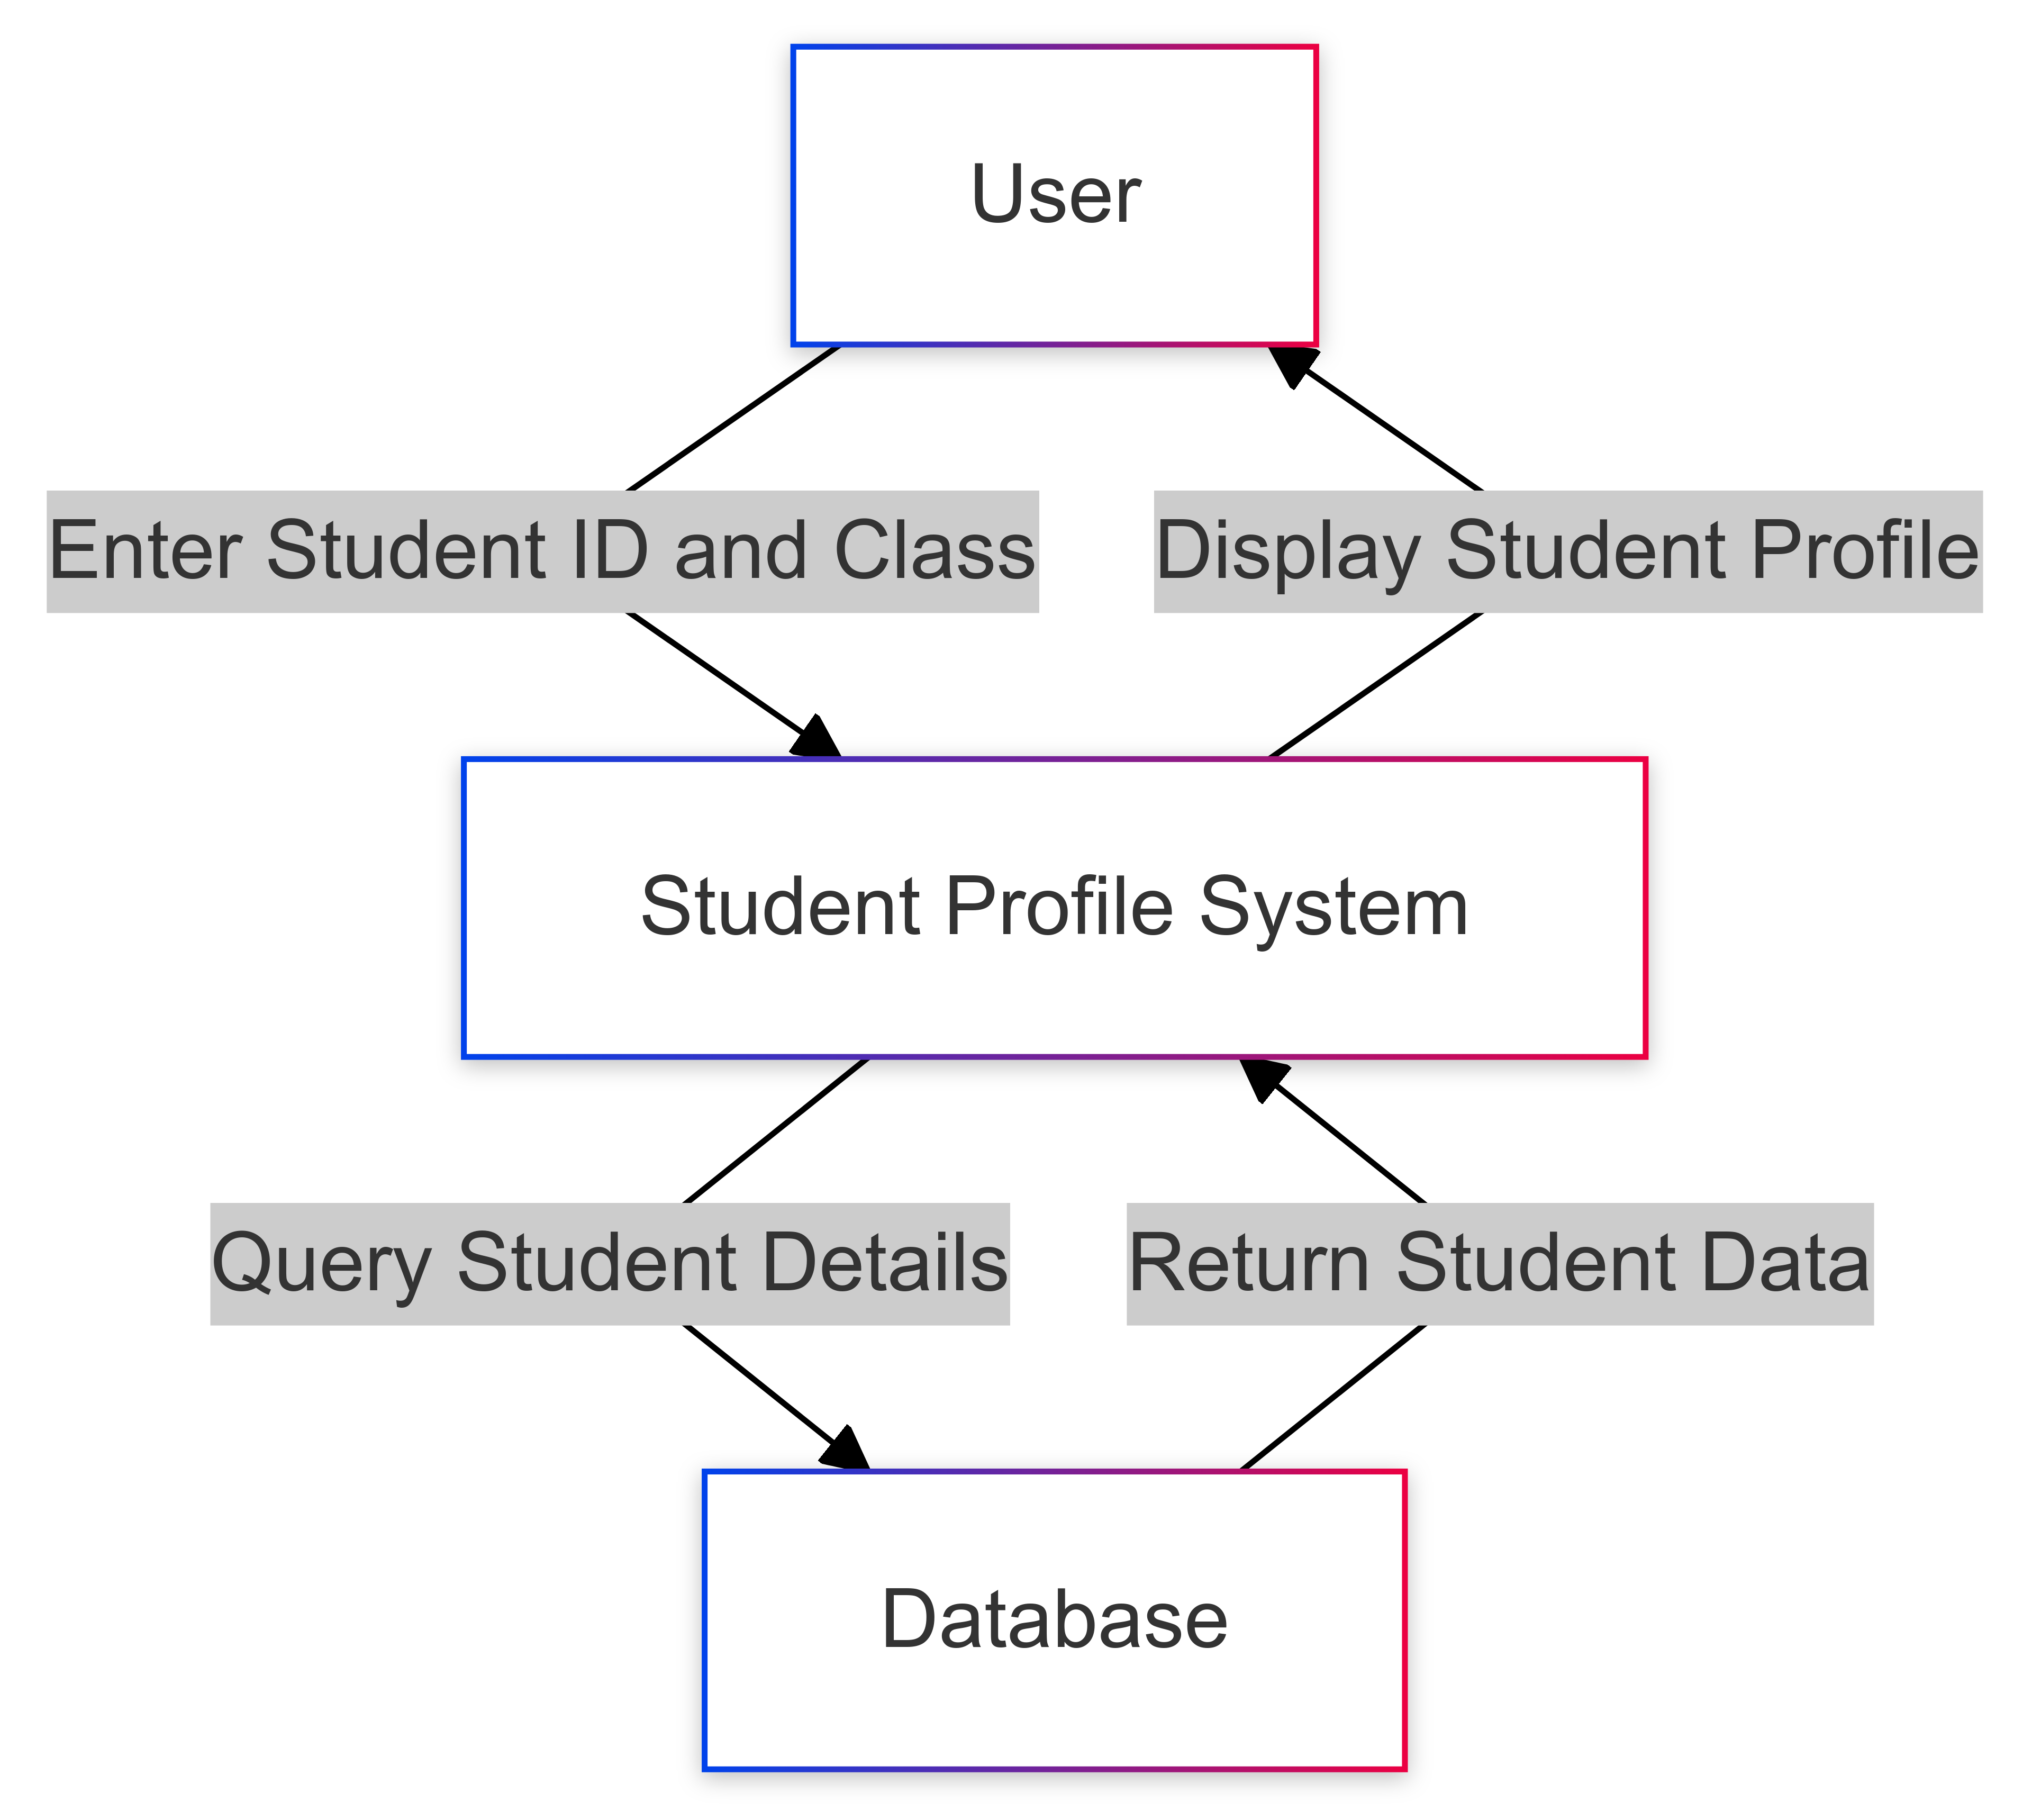 User
Enter Student ID and Class
Display Student Profile
Student Profile System
Query Student Details
Return Student Data
Database